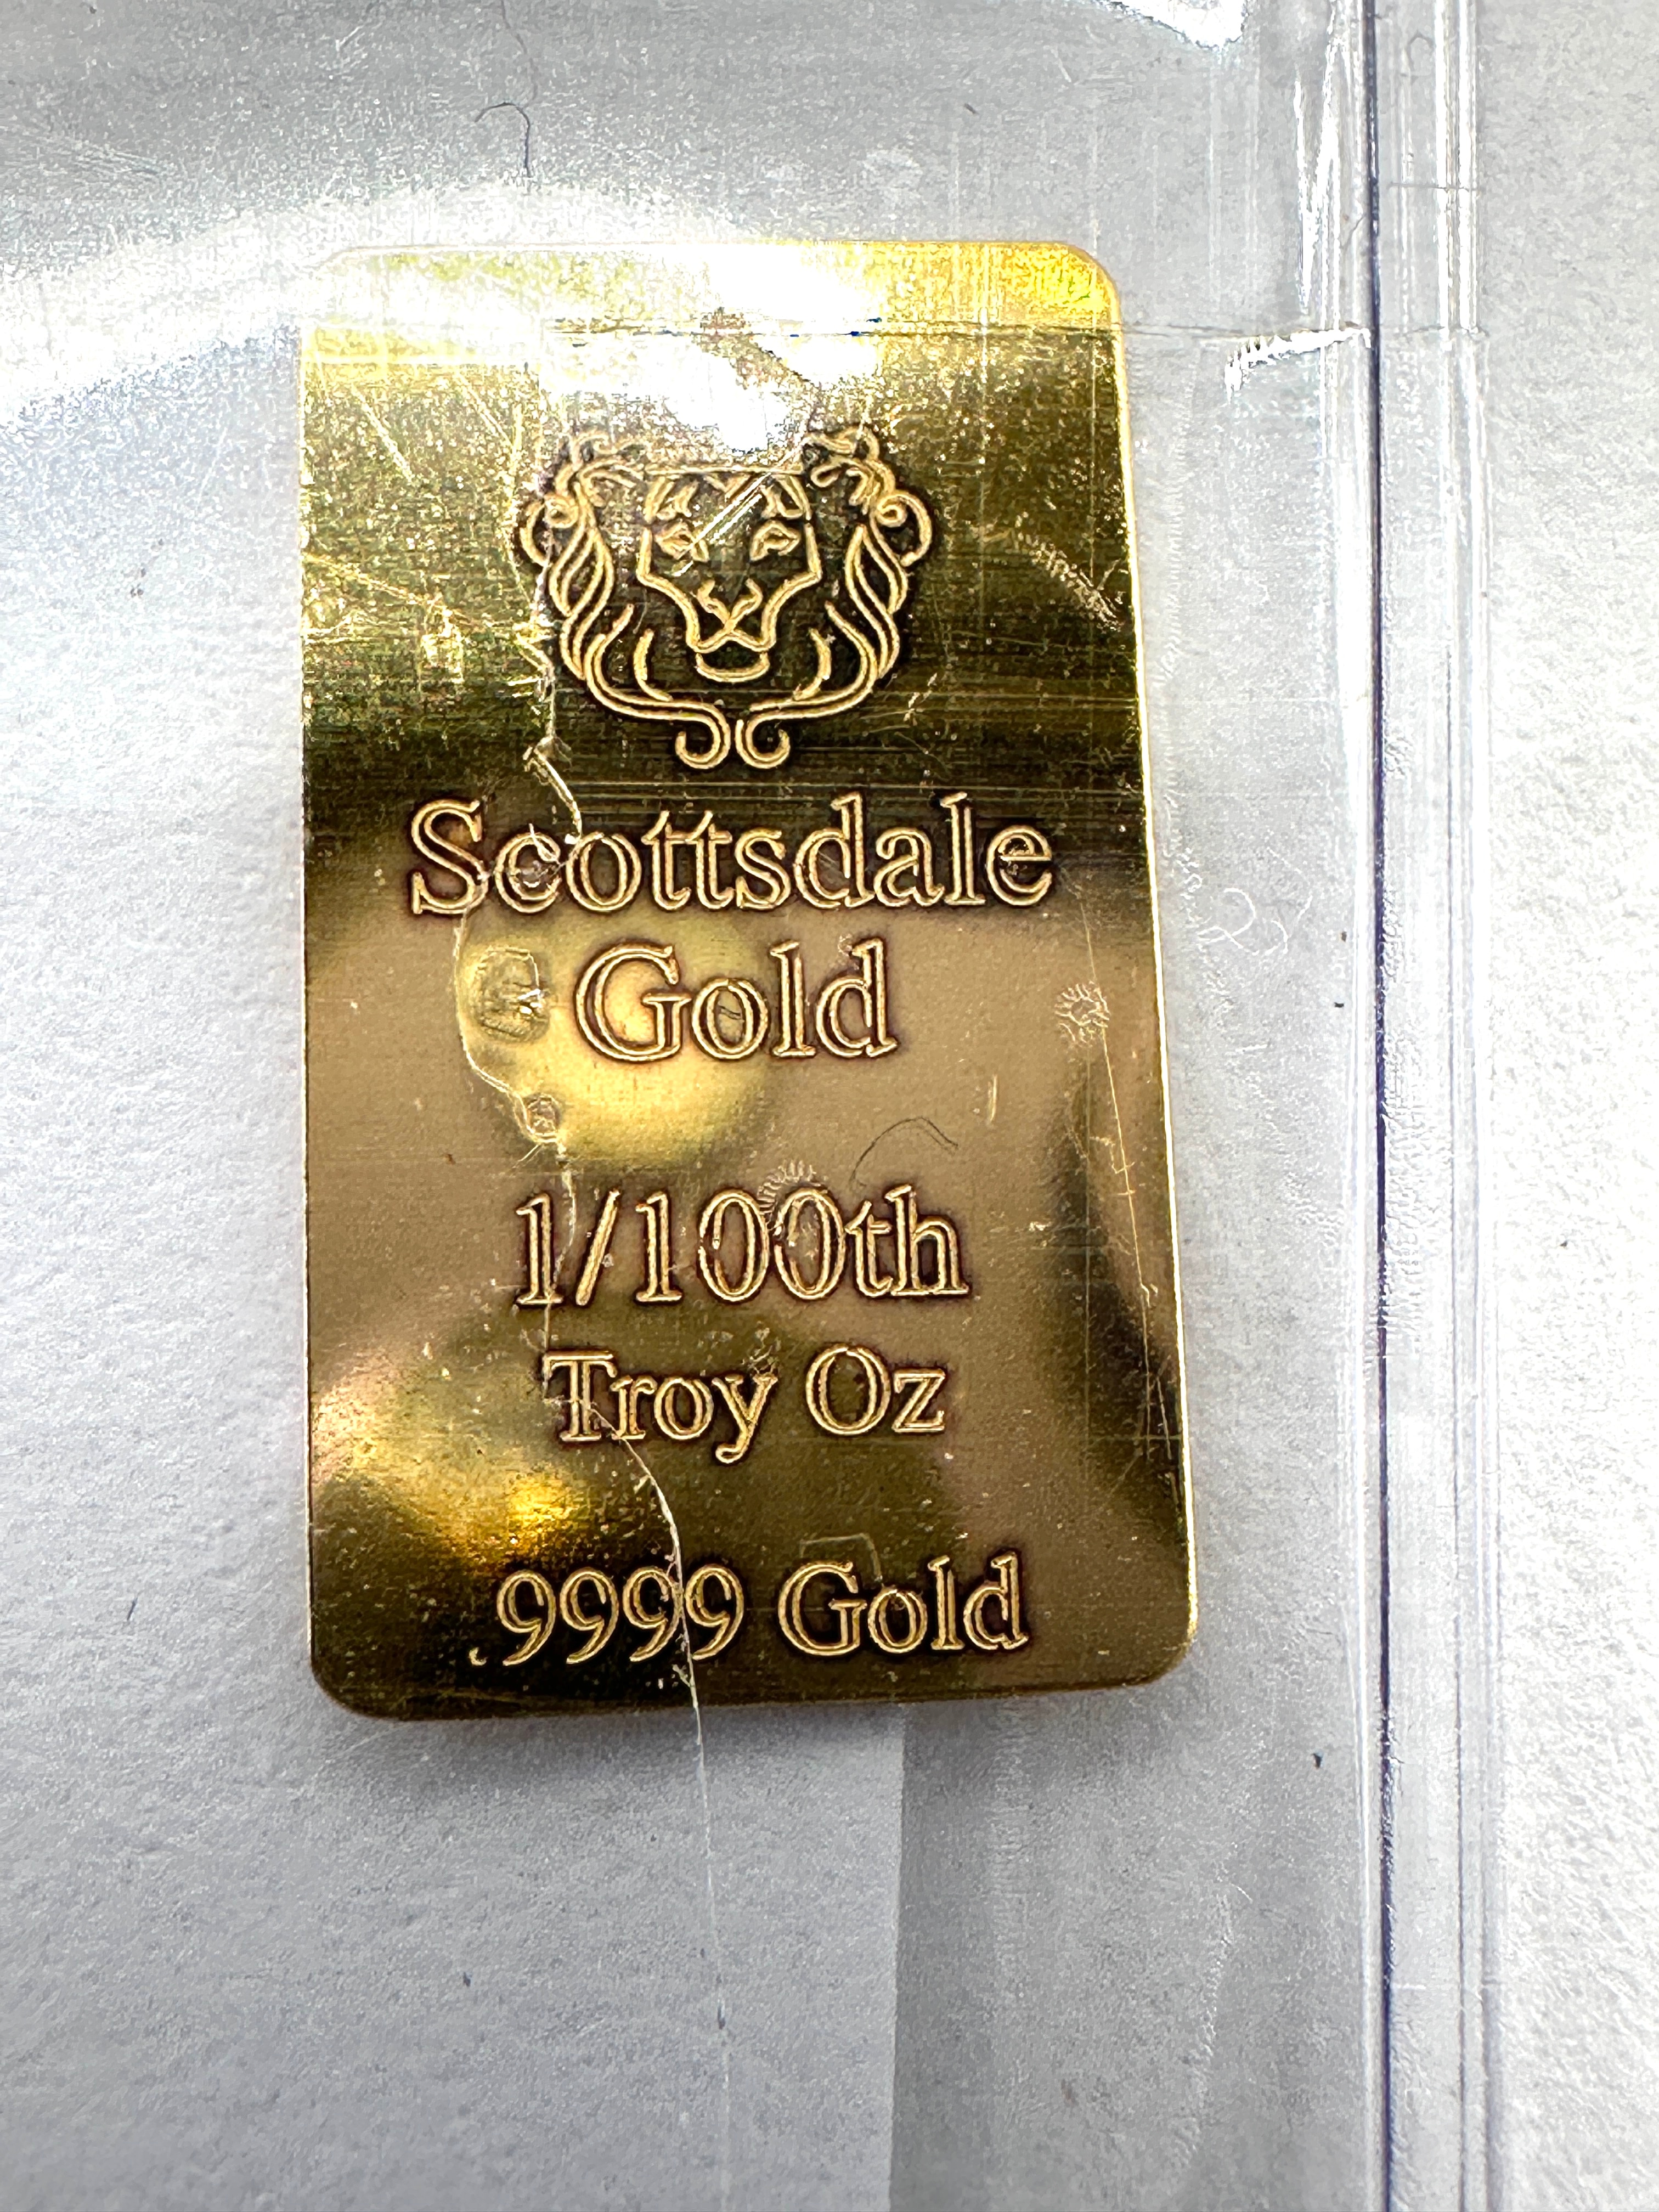 Scottsdale
Gold
1/100th
Troy Oz
.9999 Gold